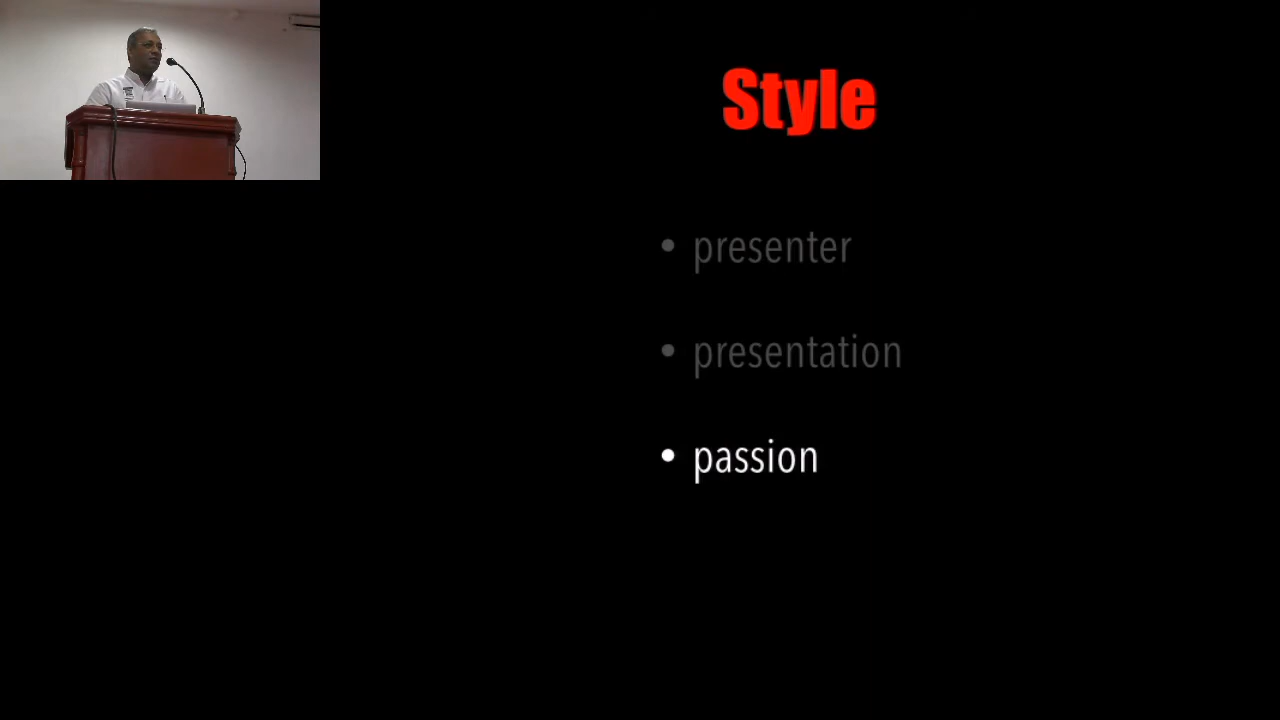 Style
• presenter
• presentation
• passion